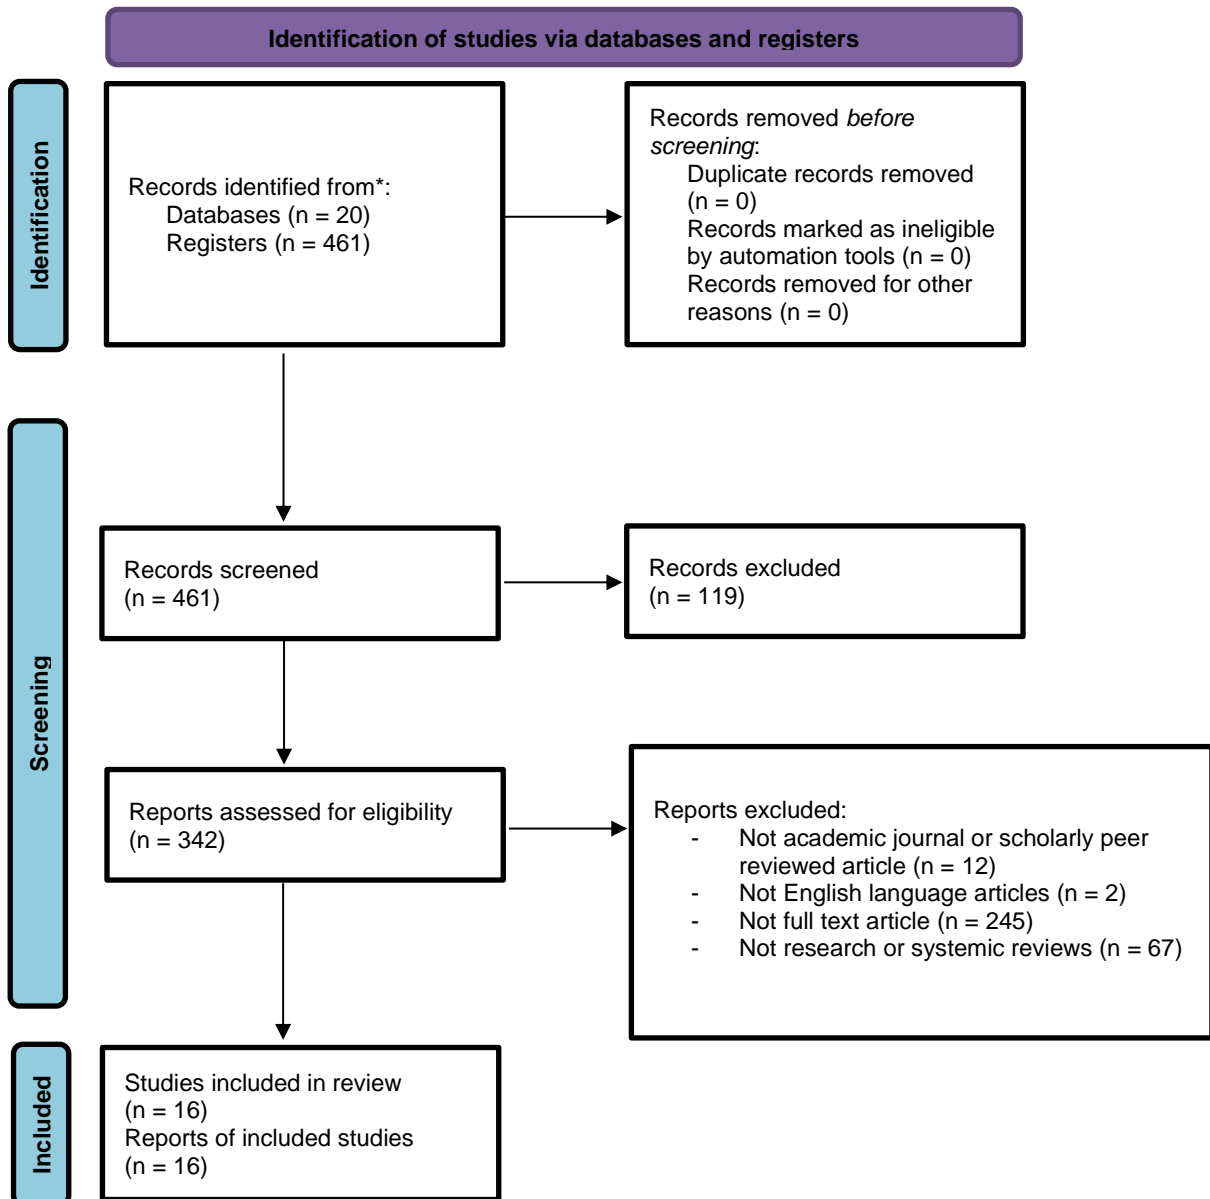 Identification of studies via databases and registers
Identification
Records identified from*:
Databases (n = 20)
Registers (n = 461)
Records removed before
screening:
Duplicate records removed
(n = 0)
Records marked as ineligible
by automation tools (n = 0)
Records removed for other
reasons (n = 0)
Screening
Records screened
(n = 461)
Records excluded
(n = 119)
Reports assessed for eligibility
(n = 342)
Reports excluded:
- Not academic journal or scholarly peer
reviewed article (n = 12)
- Not English language articles (n = 2)
- Not full text article (n = 245)
- Not research or systemic reviews (n = 67)
Included
Studies included in review
(n = 16)
Reports of included studies
(n = 16)